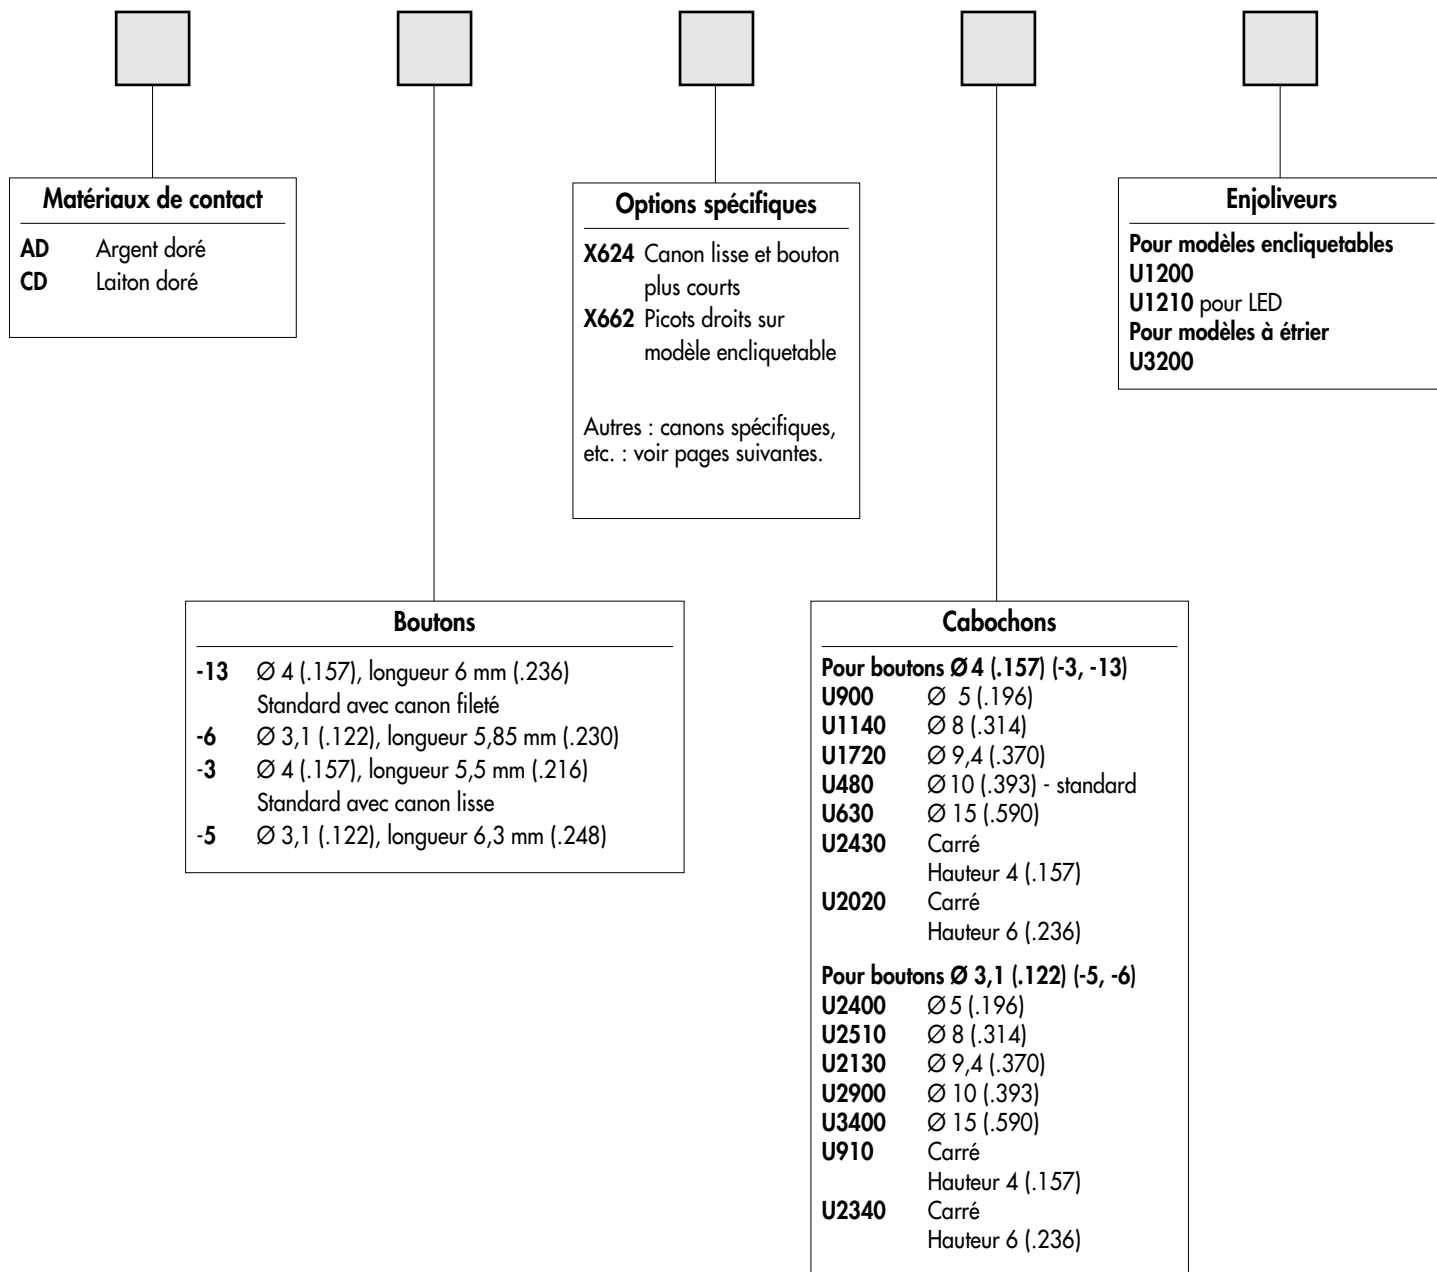 Matériaux de contact
AD Argent doré
CD Laiton doré
Options spécifiques
X624 Canon lisse et bouton
plus courts
X662 Picots droits sur
modèle encliquetable
Autres : canons spécifiques,
etc. : voir pages suivantes.
Enjoliveurs
Pour modèles encliquetables
U1200
U1210 pour LED
Pour modèles à étrier
U3200
Boutons
-13 Ø 4 (.157), longueur 6 mm (.236)
Standard avec canon fileté
-6 Ø 3,1 (.122), longueur 5,85 mm (.230)
-3 Ø 4 (.157), longueur 5,5 mm (.216)
Standard avec canon lisse
-5 Ø 3,1 (.122), longueur 6,3 mm (.248)
Cabochons
Pour boutons Ø 4 (.157) (-3, -13)
U900 Ø 5 (.196)
U1140 Ø 8 (.314)
U1720 Ø 9,4 (.370)
U480 Ø 10 (.393) - standard
U630 Ø 15 (.590)
U2430 Carré
Hauteur 4 (.157)
U2020 Carré
Hauteur 6 (.236)
Pour boutons Ø 3,1 (.122) (-5, -6)
U2400 Ø 5 (.196)
U2510 Ø 8 (.314)
U2130 Ø 9,4 (.370)
U2900 Ø 10 (.393)
U3400 Ø 15 (.590)
U910 Carré
Hauteur 4 (.157)
U2340 Carré
Hauteur 6 (.236)